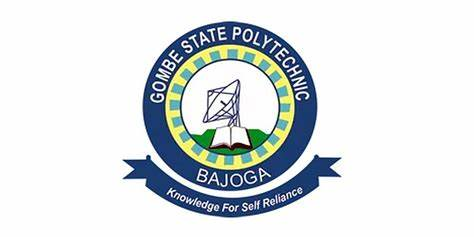 GOMBE STATE POLYTECHNIC
BAJOGA
Knowledge For Self Reliance